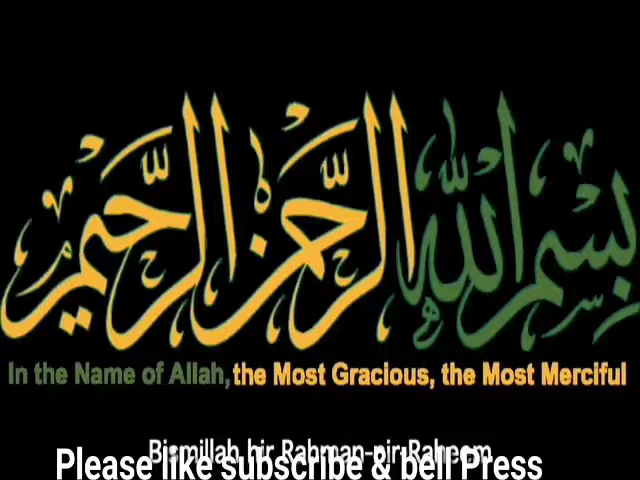 بسم الله الرحمن الرحيم
In the Name of Allah, the Most Gracious, the Most Merciful
Bismillah hir Rahman-nir-Raheem
Please like subscribe & bell Press